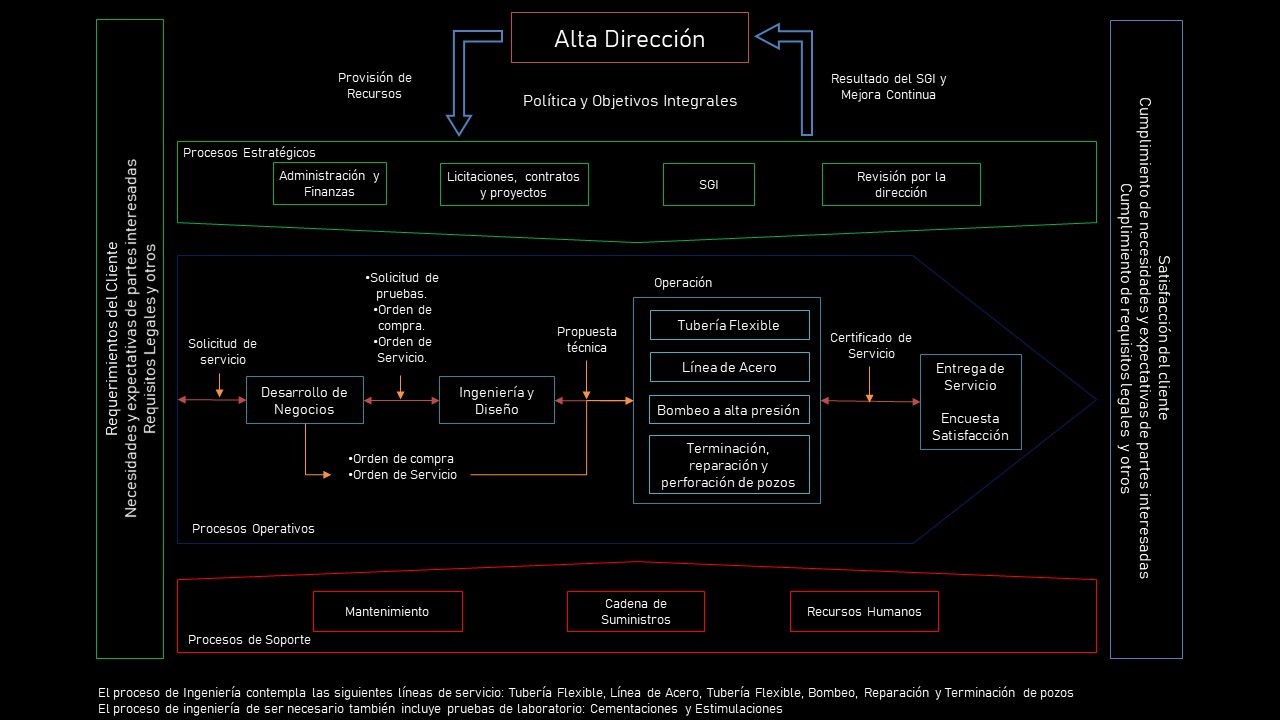 Alta Dirección
Provisión de
Recursos
Política y Objetivos Integrales
Resultado del SGI y
Mejora Continua
Requerimientos del Cliente
Necesidades y expectativas de partes interesadas
Requisitos Legales y otros
Procesos Estratégicos
Administración y
Finanzas
Licitaciones, contratos
y proyectos
SGI
Revisión por la
dirección
Solicitud de
servicio
Desarrollo de
Negocios
•Solicitud de
pruebas.
•Orden de
compra.
•Orden de
Servicio.
Ingeniería y
Diseño
Propuesta
técnica
•Orden de compra
•Orden de Servicio
Operación
Tubería Flexible
Línea de Acero
Bombeo a alta presión
Terminación,
reparación y
perforación de pozos
Certificado de
Servicio
Entrega de
Servicio
Encuesta
Satisfacción
Procesos Operativos
Mantenimiento
Cadena de
Suministros
Recursos Humanos
Procesos de Soporte
Satisfacción del cliente
Cumplimiento de necesidades y expectativas de partes interesadas
Cumplimiento de requisitos legales y otros
El proceso de Ingeniería contempla las siguientes líneas de servicio: Tubería Flexible, Línea de Acero, Tubería Flexible, Bombeo, Reparación y Terminación de pozos
El proceso de ingeniería de ser necesario también incluye pruebas de laboratorio: Cementaciones y Estimulaciones